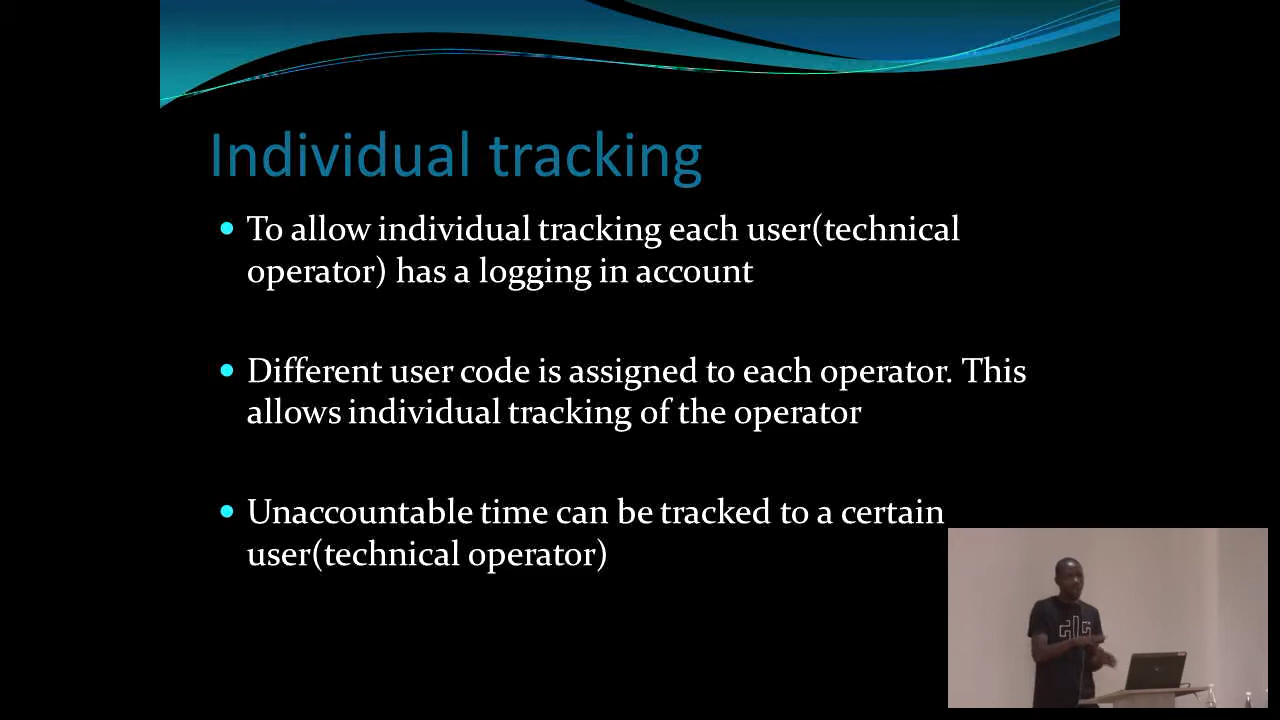 Individual tracking
• To allow individual tracking each user(technical
operator) has a logging in account
• Different user code is assigned to each operator. This
allows individual tracking of the operator
• Unaccountable time can be tracked to a certain
user(technical operator)